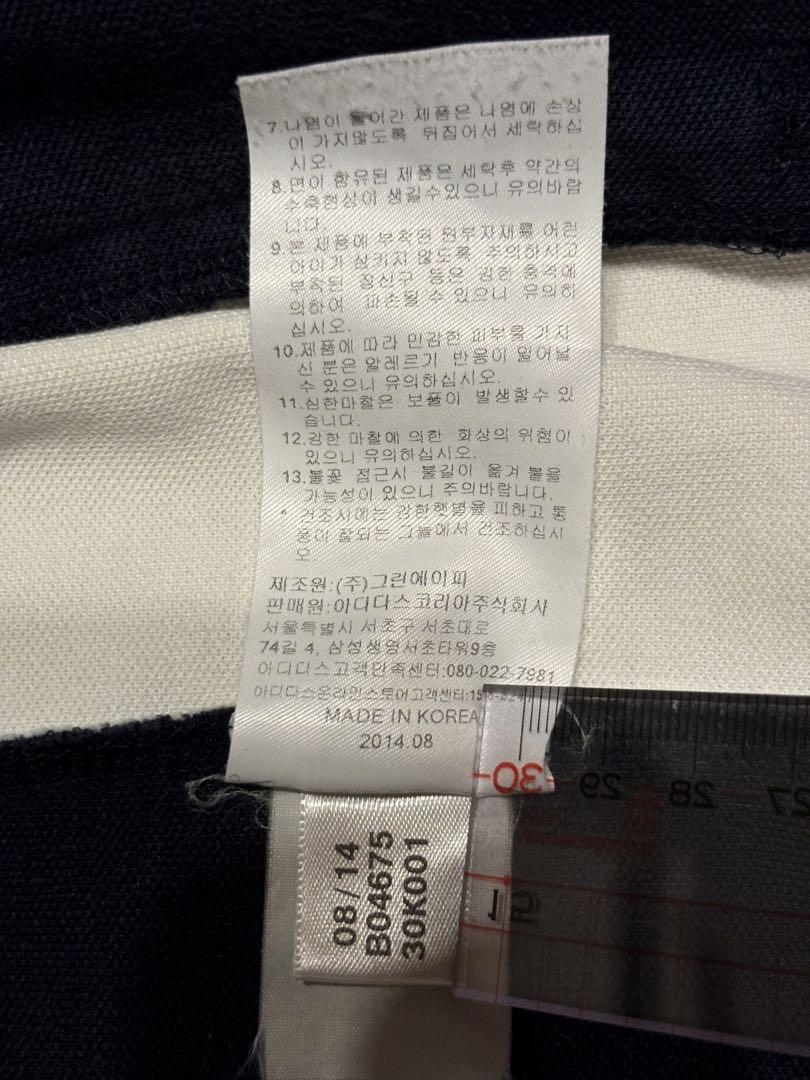 7.나염이 들어간 제품은 나염에 손상
이 가지않도록 뒤집어서 세탁하십
시오.
8.면이 함유된 제품은 세탁후 약간의
수축현상이 생길수있으니 유의바랍
니다.
9.본 제품에 부착된 원부자재를 어린
아이가 삼키지 않도록 주의하시고
부착된 장신구 등은 강한 충격에
의하여 파손될 수 있으니 유의하
십시오.
10.제품에 따라 민감한 피부를 가지
신 분은 알레르기 반응이 일어날
수 있으니 유의하십시오.
11.심한마찰은 보풀이 발생할수 있
습니다.
12.강한 마찰에 의한 화상의 위험이
있으니 유의하십시오.
13.불꽃 접근시 불길이 옮겨 붙을
가능성이 있으니 주의바랍니다.
* 건조시에는 강한햇볕을 피하고 통
풍이 잘되는 그늘에서 건조하십시
오.
제조원:(주)그린에이피
판매원:아디다스코리아주식회사
서울특별시 서초구 서초대로
74길 4, 삼성생명서초타워9층
아디다스고객만족센터:080-022-7981
아디다스온라인스토어고객센터:
MADE IN KOREA
2014.08
30 29 28 27
08/14
B04675
30K001